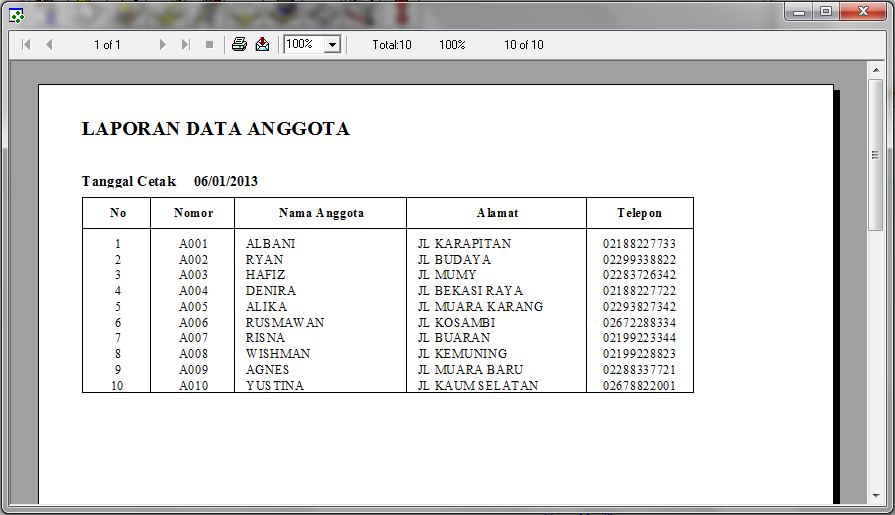 1 of 1 100% Total:10 100% 10 of 10
LAPORAN DATA ANGGOTA
Tanggal Cetak 06/01/2013
No Nomor Nama Anggota Alamat Telepon
1 A001 ALBANI JL KARAPITAN 02188227733
2 A002 RYAN JL BUDAYA 02299338822
3 A003 HAFIZ JL MUMY 02283726342
4 A004 DENIRA JL BEKASI RAYA 02188227722
5 A005 ALIKA JL MUARA KARANG 02293827342
6 A006 RUSMAWAN JL KOSAMBI 02672288334
7 A007 RISNA JL BUARAN 02199223344
8 A008 WISHMAN JL KEMUNING 02199228823
9 A009 AGNES JL MUARA BARU 02288337721
10 A010 YUSTINA JL KAUM SELATAN 02678822001